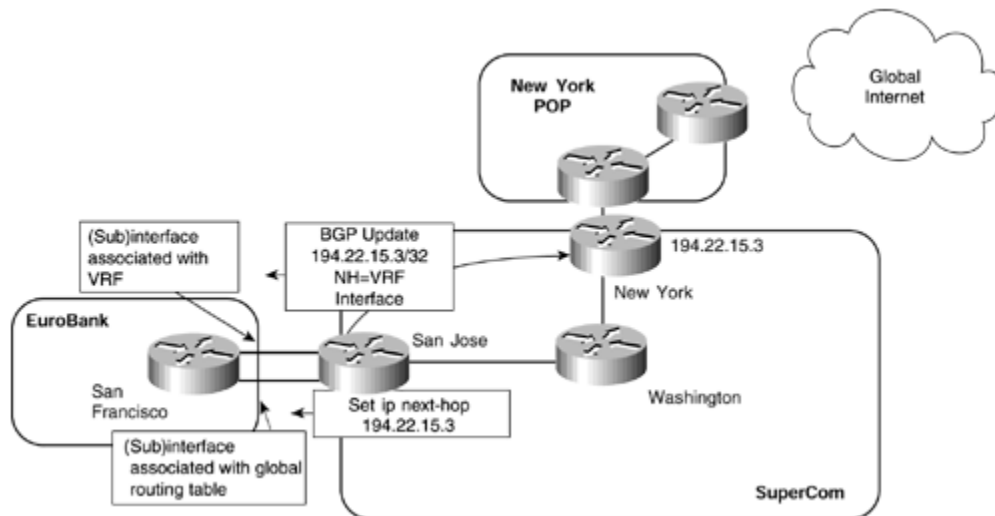 New York
POP
Global
Internet
(Sub)interface
associated with
VRF
BGP Update
194.22.15.3/32
NH=VRF
Interface
194.22.15.3
New York
EuroBank
San Jose
San
Francisco
Washington
Set ip next-hop
194.22.15.3
(Sub)interface
associated with global
routing table
SuperCom